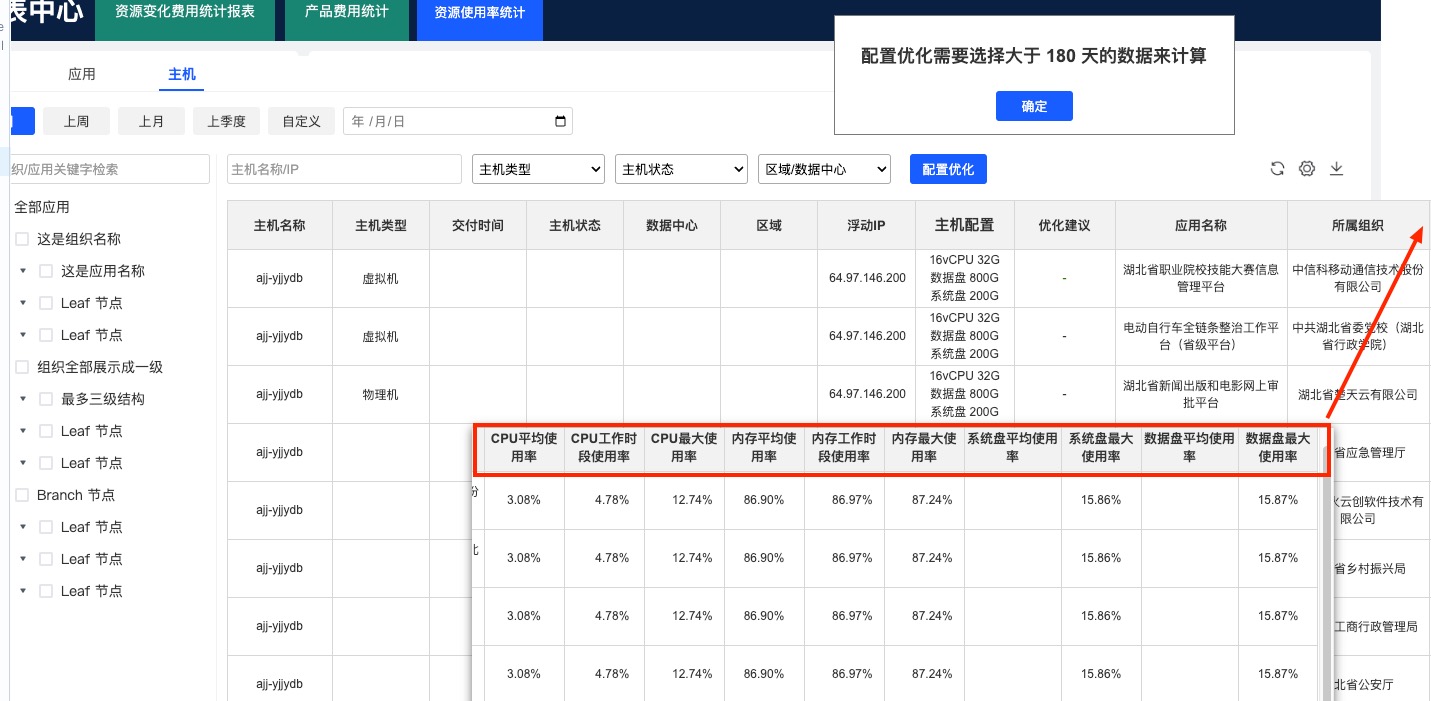 表中心
资源变化费用统计报表
产品费用统计
资源使用率统计
配置优化需要选择大于 180 天的数据来计算
确定
应用
主机
上周
上月
上季度
自定义
年 /月/日
织/应用关键字检索
主机名称/IP
主机类型
主机状态
区域/数据中心
配置优化
全部应用
这是组织名称
这是应用名称
Leaf 节点
Leaf 节点
组织全部展示成一级
最多三级结构
Leaf 节点
Leaf 节点
Branch 节点
Leaf 节点
Leaf 节点
Leaf 节点
主机名称 主机类型 交付时间 主机状态 数据中心 区域 浮动IP 主机配置 优化建议 应用名称 所属组织
ajj-yjjydb 虚拟机 64.97.146.200
16vCPU 32G
数据盘 800G
系统盘 200G
-
湖北省职业院校技能大赛信息
管理平台
中信科移动通信技术股份
有限公司
ajj-yjjydb 虚拟机 64.97.146.200
16vCPU 32G
数据盘 800G
系统盘 200G
-
电动自行车全链条整治工作平
台（省级平台）
中共湖北省委党校（湖北
省行政学院）
ajj-yjjydb 物理机 64.97.146.200
16vCPU 32G
数据盘 800G
系统盘 200G
-
湖北省新闻出版和电影网上审
批平台
湖北省楚天云有限公司
ajj-yjjydb
省应急管理厅
ajj-yjjydb
云创软件技术有
限公司
ajj-yjjydb
省乡村振兴局
ajj-yjjydb
工商行政管理局
ajj-yjjydb
北省公安厅
CPU平均使
用率
CPU工作时
段使用率
CPU最大使
用率
内存平均使
用率
内存工作时
段使用率
内存最大使
用率
系统盘平均使用
率
系统盘最大
使用率
数据盘平均使用
率
数据盘最大
使用率
份
3.08% 4.78% 12.74% 86.90% 86.97% 87.24% 15.86% 15.87%
北
3.08% 4.78% 12.74% 86.90% 86.97% 87.24% 15.86% 15.87%
3.08% 4.78% 12.74% 86.90% 86.97% 87.24% 15.86% 15.87%
3.08% 4.78% 12.74% 86.90% 86.97% 87.24% 15.86% 15.87%